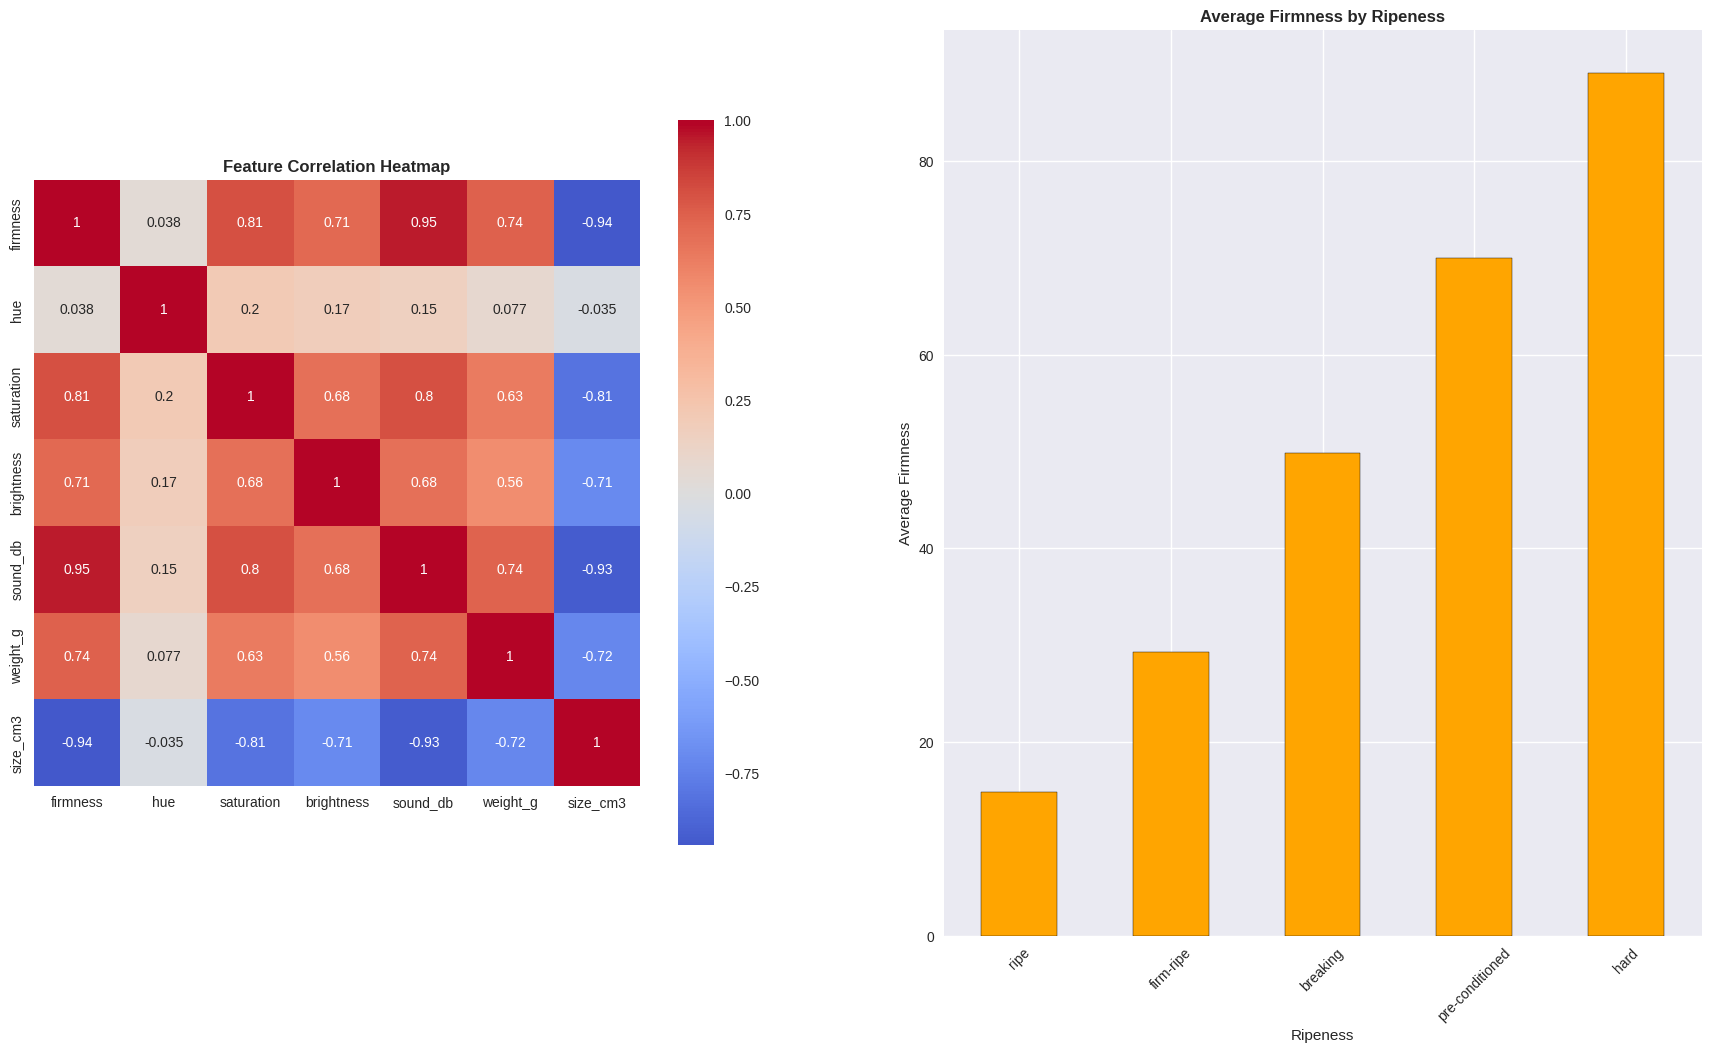 Feature Correlation Heatmap
firmness 1 0.038 0.81 0.71 0.95 0.74 -0.94
hue 0.038 1 0.2 0.17 0.15 0.077 -0.035
saturation 0.81 0.2 1 0.68 0.8 0.63 -0.81
brightness 0.71 0.17 0.68 1 0.68 0.56 -0.71
sound_db 0.95 0.15 0.8 0.68 1 0.74 -0.93
weight_g 0.74 0.077 0.63 0.56 0.74 1 -0.72
size_cm3 -0.94 -0.035 -0.81 -0.71 -0.93 -0.72 1
firmness hue saturation brightness sound_db weight_g size_cm3
1.00
0.75
0.50
0.25
0.00
−0.25
−0.50
−0.75
Average Firmness by Ripeness
Average Firmness
80
60
40
20
0
ripe firm-ripe breaking pre-conditioned hard
Ripeness